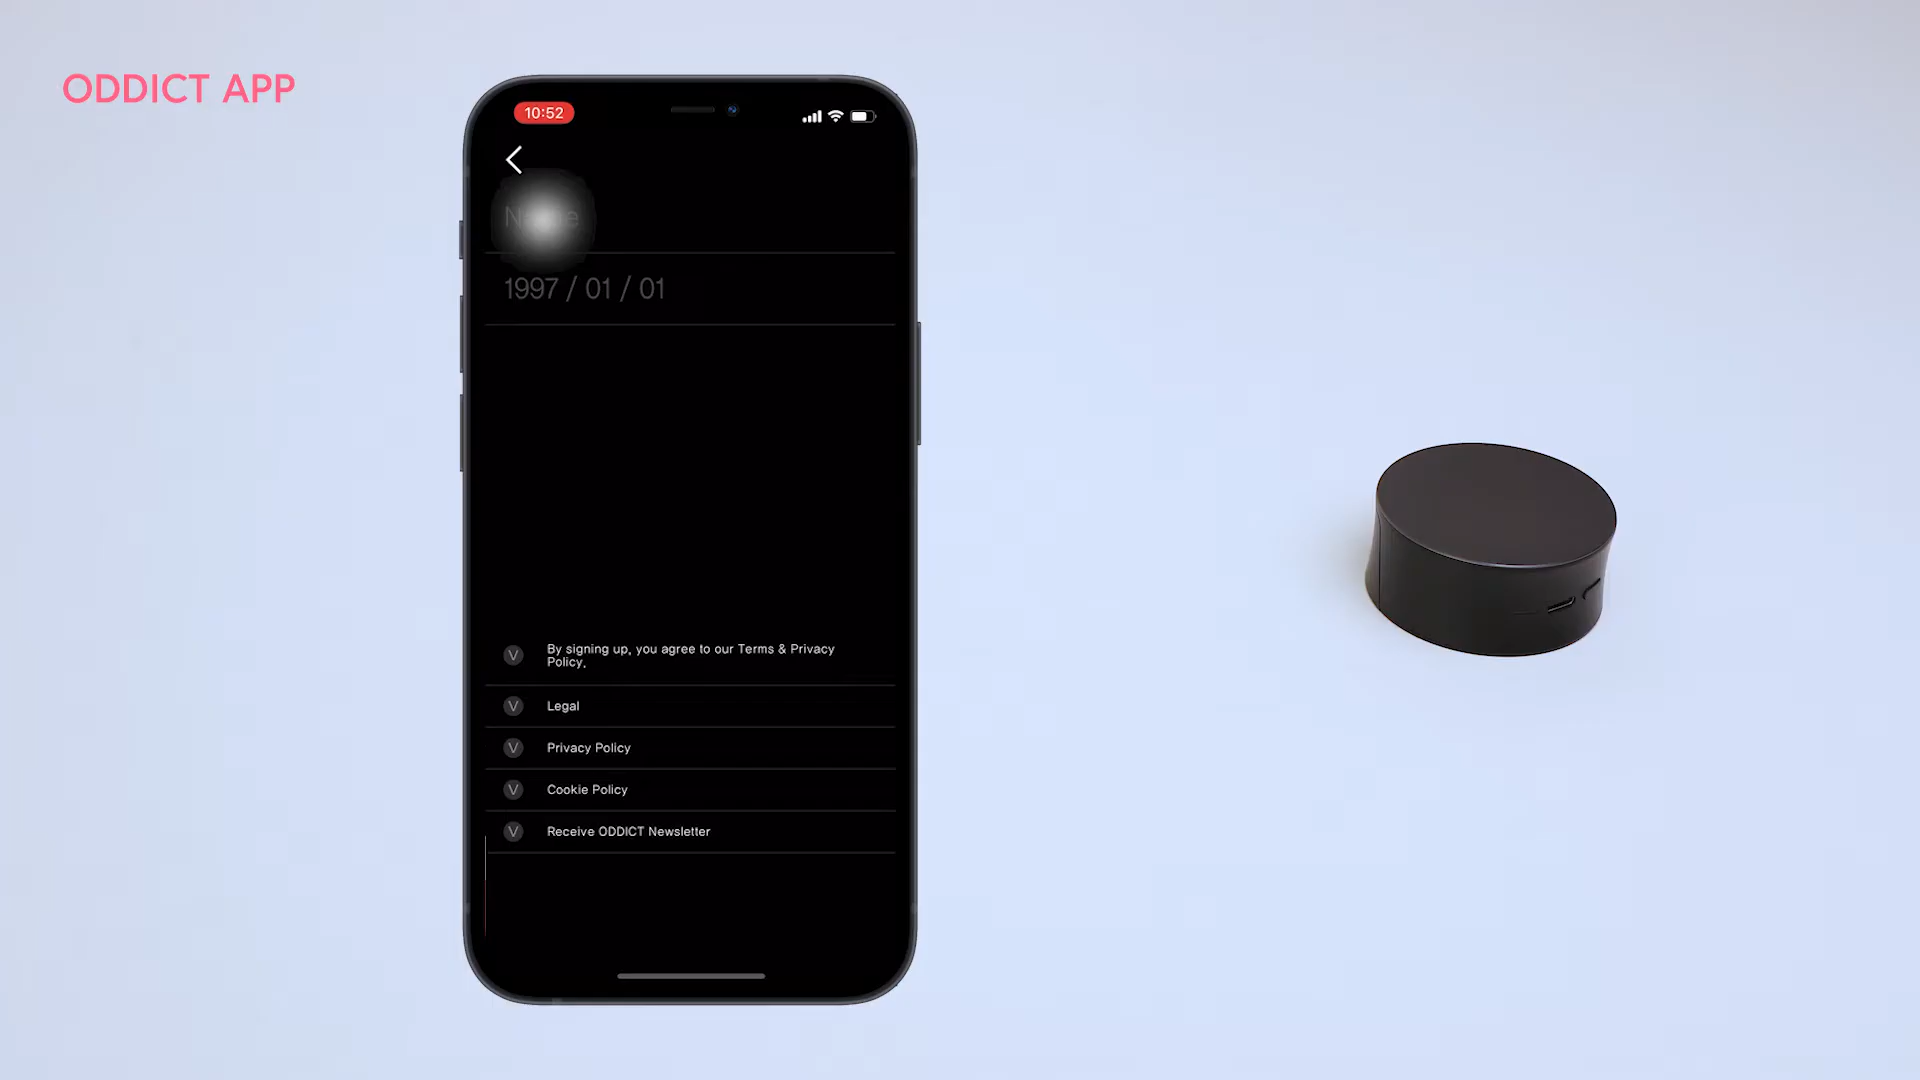 ODDICT APP
10:52
Name
1997 / 01 / 01
V By signing up, you agree to our Terms & Privacy
Policy.
V Legal
V Privacy Policy
V Cookie Policy
V Receive ODDICT Newsletter